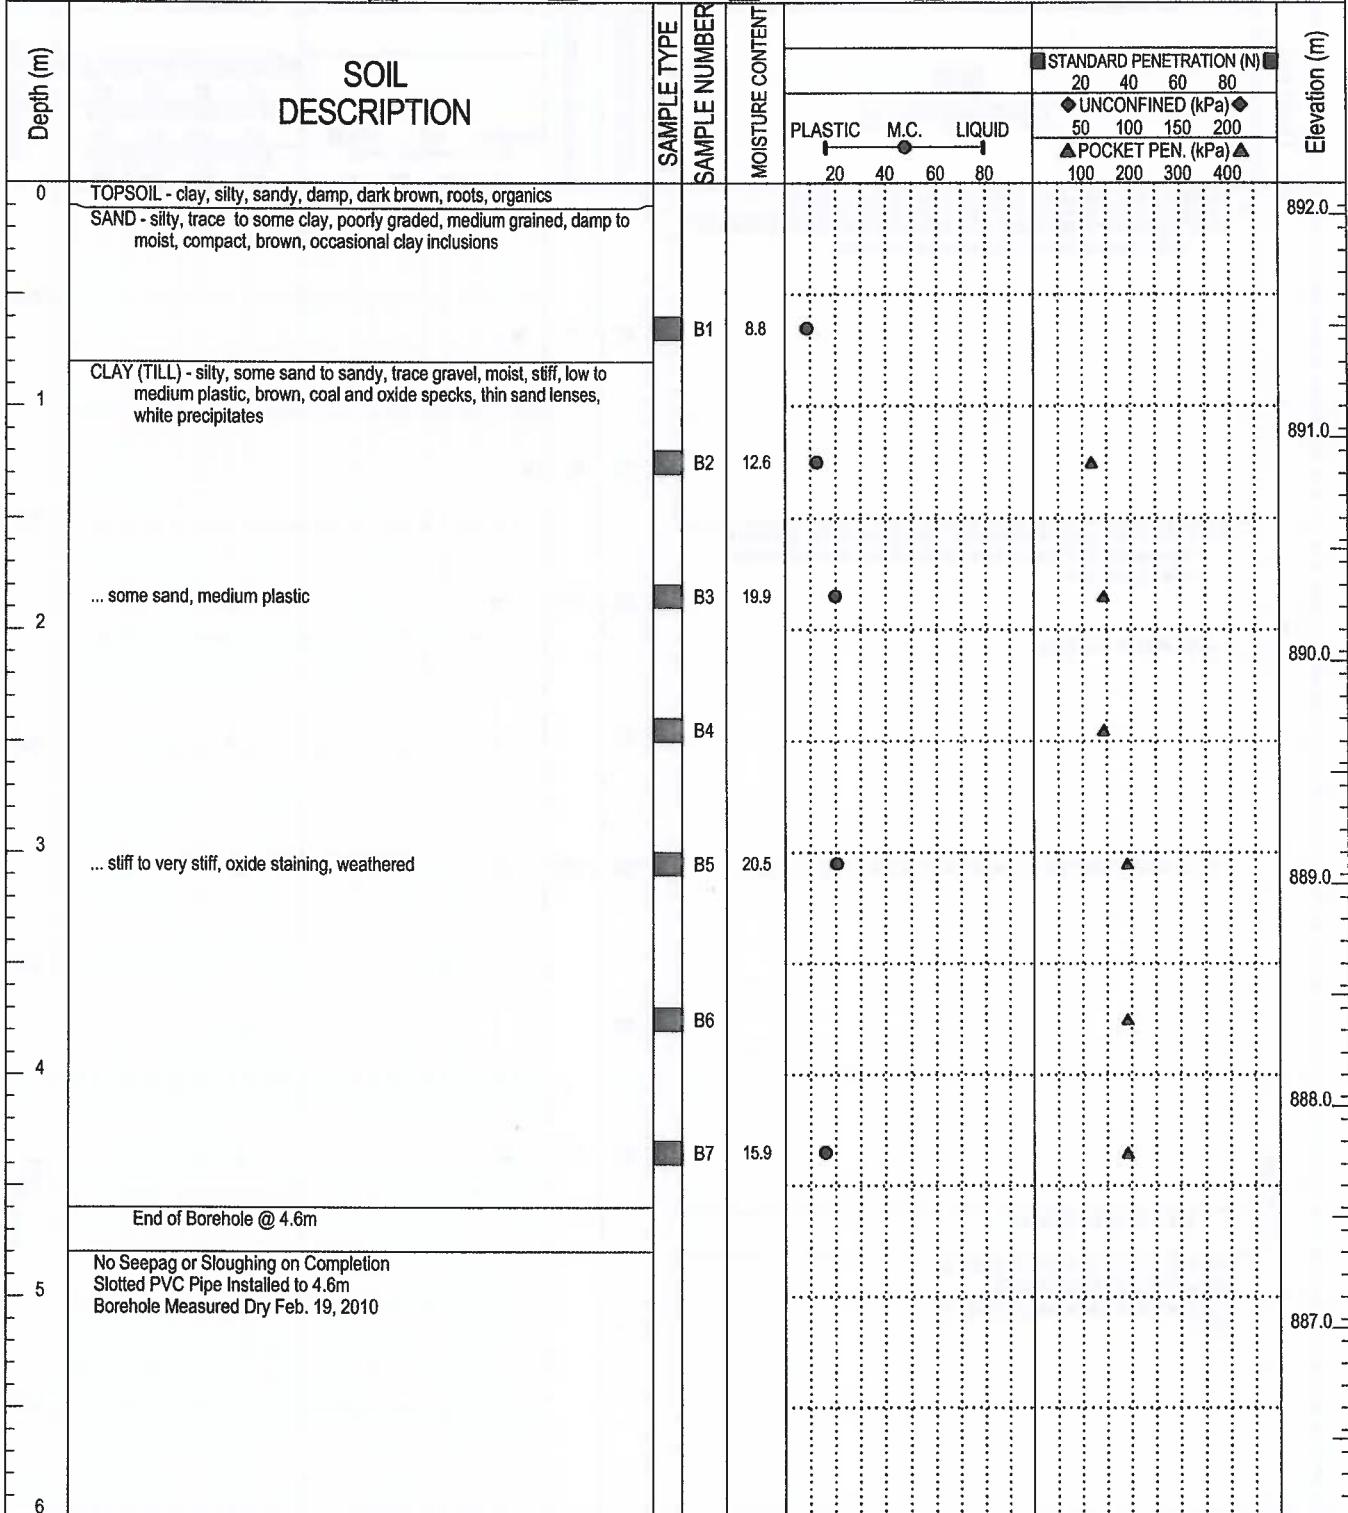 Depth (m)
SOIL
DESCRIPTION
SAMPLE TYPE
SAMPLE NUMBER
MOISTURE CONTENT
PLASTIC M.C. LIQUID
20 40 60 80
STANDARD PENETRATION (N)
20 40 60 80
UNCONFINED (kPa)
50 100 150 200
POCKET PEN. (kPa)
100 200 300 400
Elevation (m)
0
TOPSOIL - clay, silty, sandy, damp, dark brown, roots, organics
SAND - silty, trace to some clay, poorly graded, medium grained, damp to
moist, compact, brown, occasional clay inclusions
892.0
B1 8.8
CLAY (TILL) - silty, some sand to sandy, trace gravel, moist, stiff, low to
medium plastic, brown, coal and oxide specks, thin sand lenses,
white precipitates
1
891.0
B2 12.6
... some sand, medium plastic
B3 19.9
2
890.0
B4
3
... stiff to very stiff, oxide staining, weathered
B5 20.5
889.0
B6
4
888.0
B7 15.9
End of Borehole @ 4.6m
No Seepag or Sloughing on Completion
Slotted PVC Pipe Installed to 4.6m
Borehole Measured Dry Feb. 19, 2010
5
887.0
6